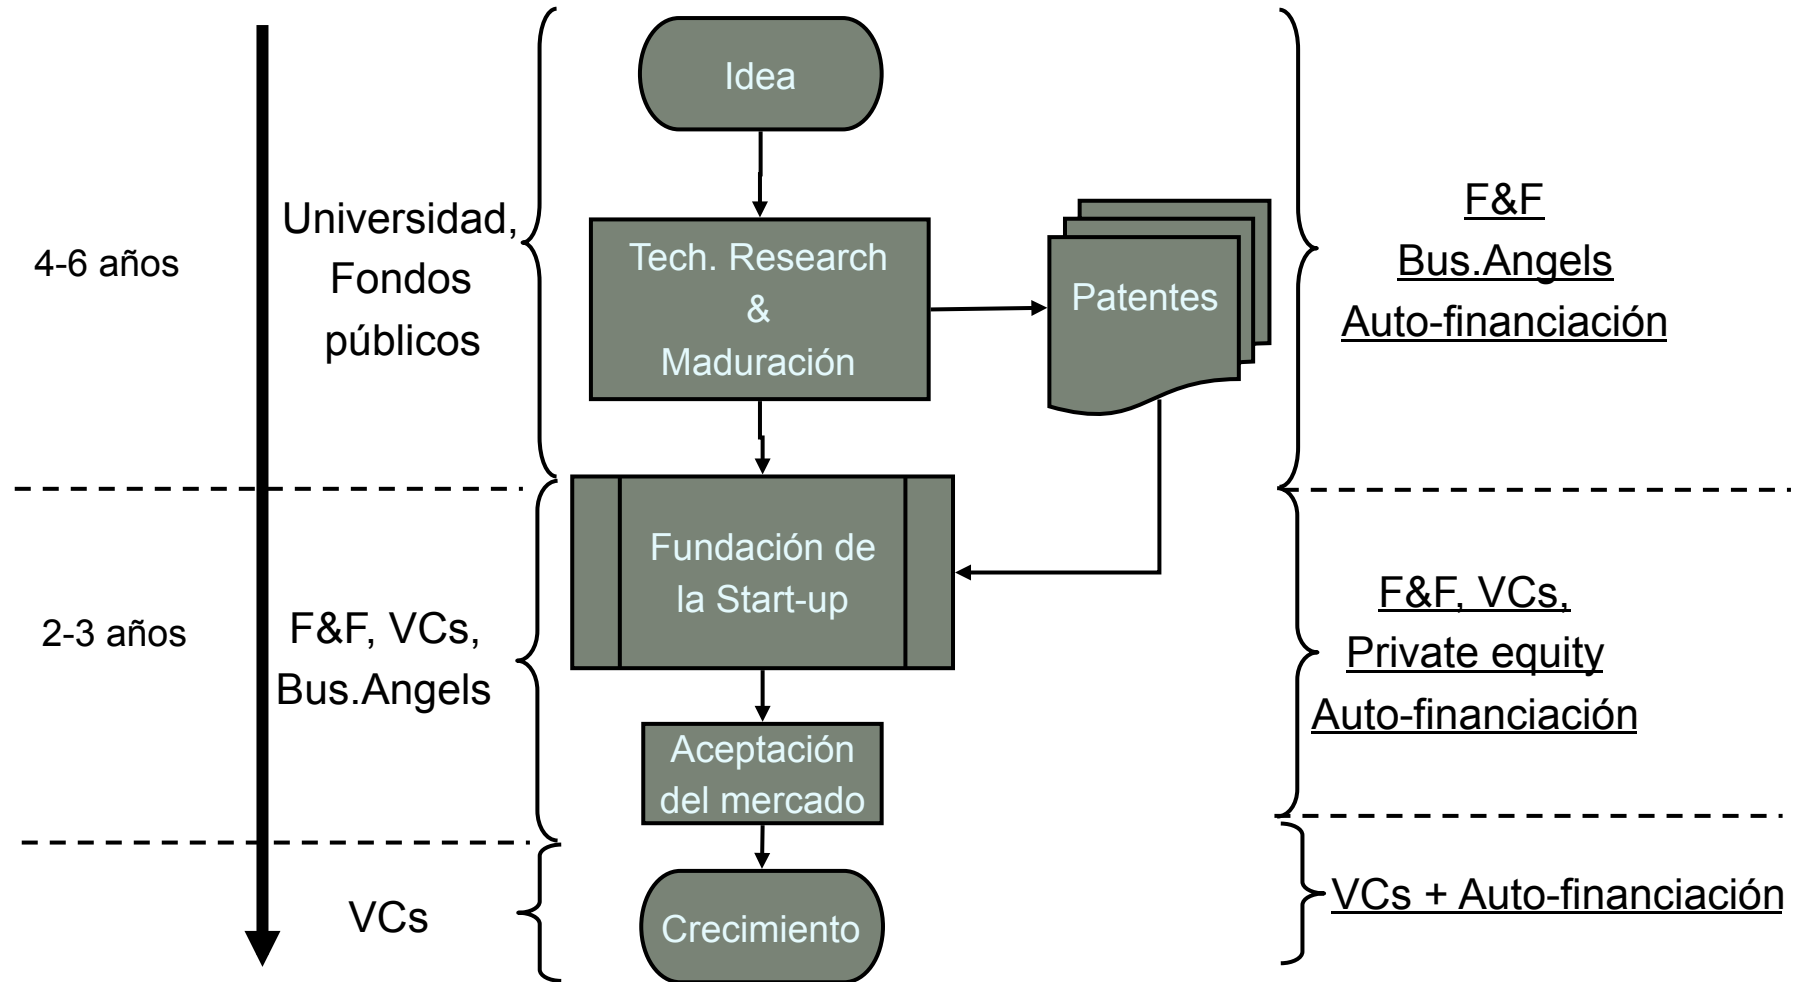 Idea
4-6 años
Universidad,
Fondos
públicos
Tech. Research
&
Maduración
Patentes
F&F
Bus.Angels
Auto-financiación
2-3 años
F&F, VCs,
Bus.Angels
Fundación de
la Start-up
Aceptación
del mercado
F&F, VCs,
Private equity
Auto-financiación
VCs
Crecimiento
VCs + Auto-financiación